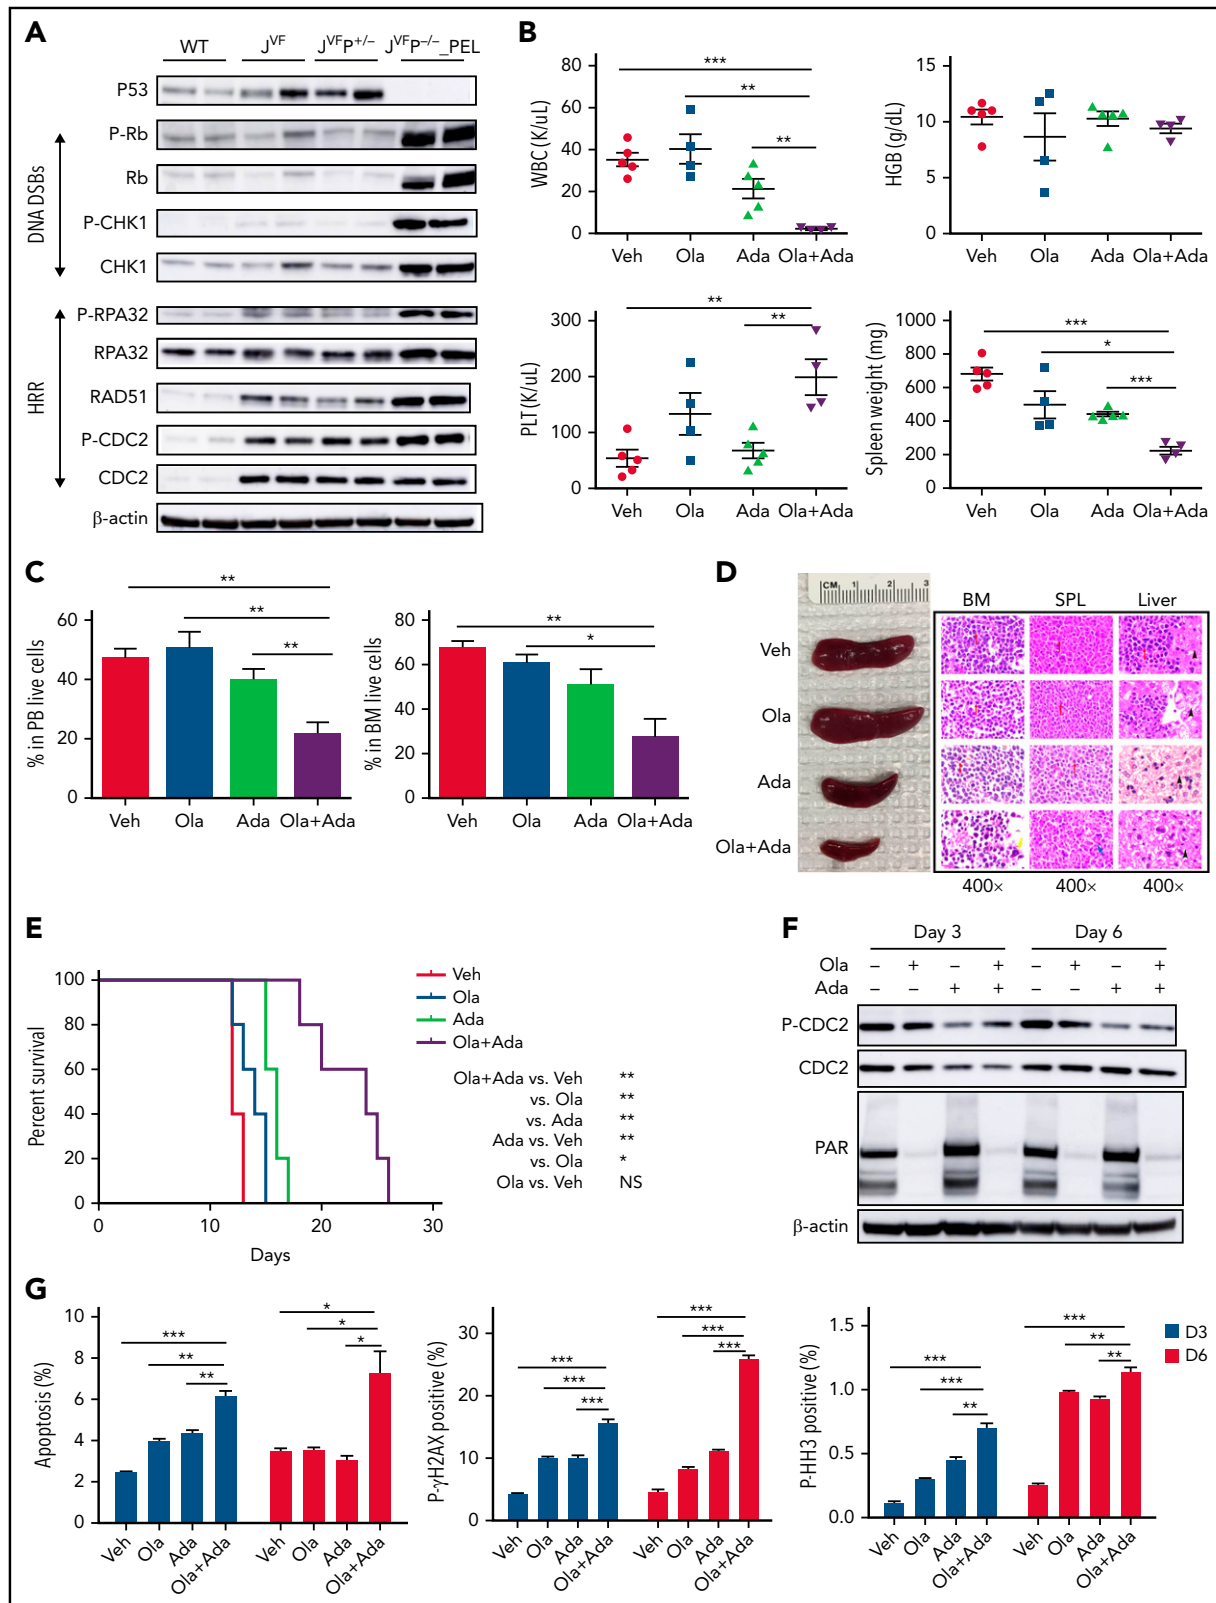 A
WT JVF JVFP+/− JVFP−/−_PEL
P53
P-Rb
Rb
P-CHK1
CHK1
DNA DSBs
P-RPA32
RPA32
RAD51
P-CDC2
CDC2
HRR
β-actin
B
WBC (K/uL)
80
60
40
20
0
*** ** **
Veh Ola Ada Ola+Ada
HGB (g/dL)
15
10
5
0
Veh Ola Ada Ola+Ada
PLT (K/uL)
300
200
100
0
** **
Veh Ola Ada Ola+Ada
Spleen weight (mg)
1000
800
600
400
200
0
*** * ***
Veh Ola Ada Ola+Ada
C
% in PB live cells
60
40
20
0
** ** **
Veh Ola Ada Ola+Ada
% in BM live cells
80
60
40
20
0
** *
Veh Ola Ada Ola+Ada
D
CM 1 2 3
Veh
Ola
Ada
Ola+Ada
BM SPL Liver
400× 400× 400×
E
Percent survival
100
80
60
40
20
0
0 10 20 30
Days
Veh
Ola
Ada
Ola+Ada
Ola+Ada vs. Veh **
vs. Ola **
vs. Ada **
Ada vs. Veh **
vs. Ola *
Ola vs. Veh NS
F
Day 3 Day 6
Ola − + − + − + − +
Ada − − + + − − + +
P-CDC2
CDC2
PAR
β-actin
G
Apoptosis (%)
10
8
6
4
2
0
*** ** ** * * *
Veh Ola Ada Ola+Ada Veh Ola Ada Ola+Ada
P-γH2AX positive (%)
30
20
10
0
*** *** *** *** *** ***
Veh Ola Ada Ola+Ada Veh Ola Ada Ola+Ada
P-HH3 positive (%)
1.5
1.0
0.5
0.0
*** *** ** *** ** **
Veh Ola Ada Ola+Ada Veh Ola Ada Ola+Ada
D3
D6